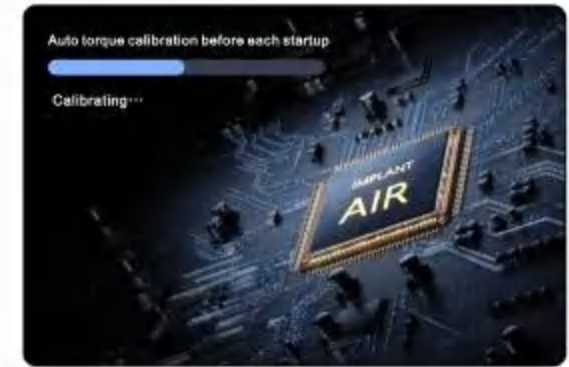 Auto torque calibration before each startup
Calibrating···
IMPLANT
AIR